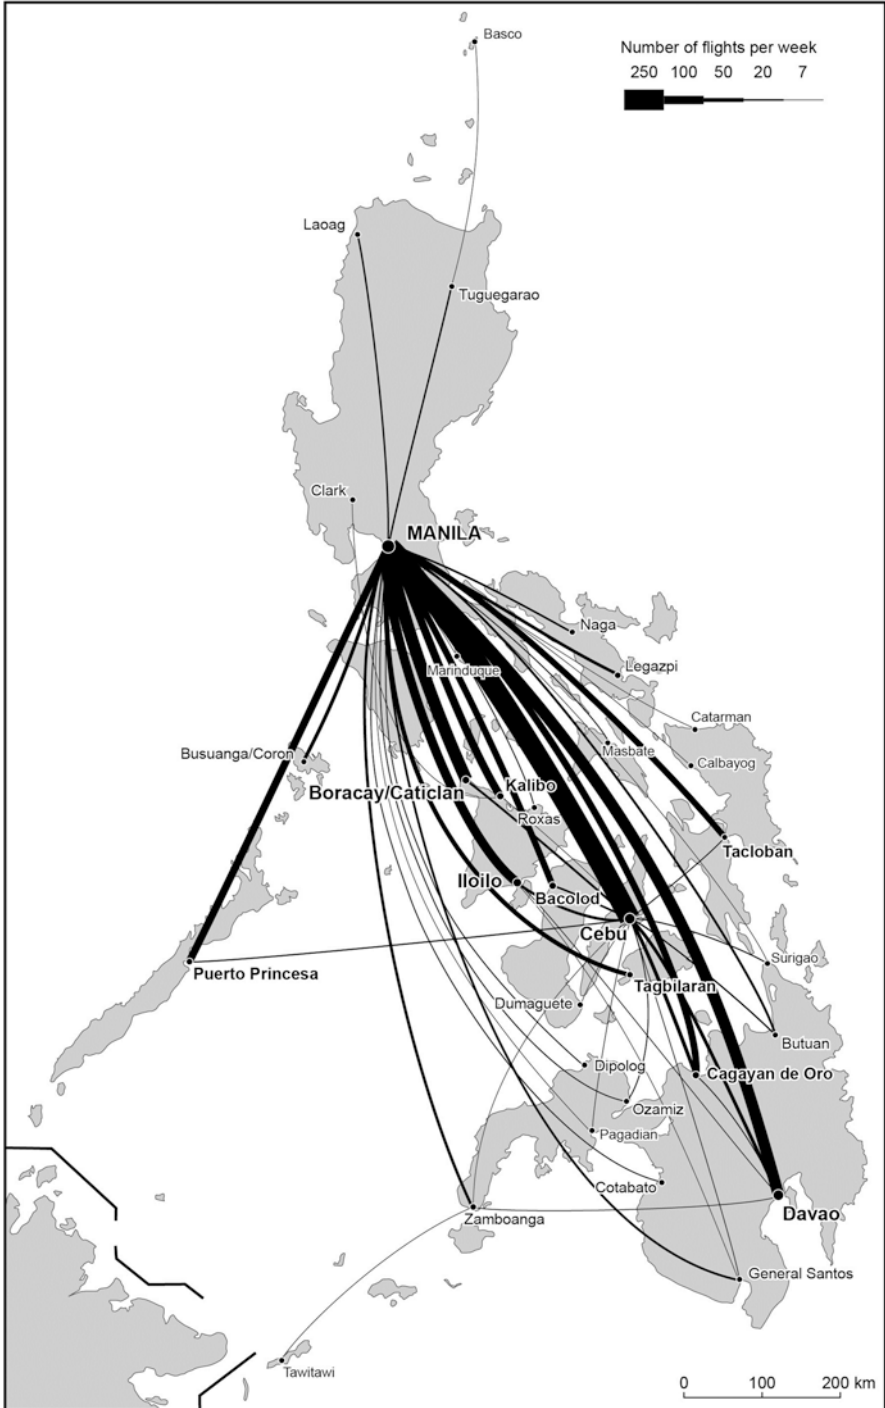 Basco
Number of flights per week
250 100 50 20 7
Laoag
Tuguegarao
Clark
MANILA
Naga
Legazpi
Marinduque
Catarman
Masbate
Busuanga/Coron
Calbayog
Kalibo
Boracay/Caticlan
Roxas
Tacloban
Iloilo
Bacolod
Cebu
Surigao
Puerto Princesa
Tagbilaran
Dumaguete
Butuan
Dipolog
Cagayan de Oro
Ozamiz
Pagadian
Cotabato
Davao
Zamboanga
General Santos
Tawitawi
0 100 200 km